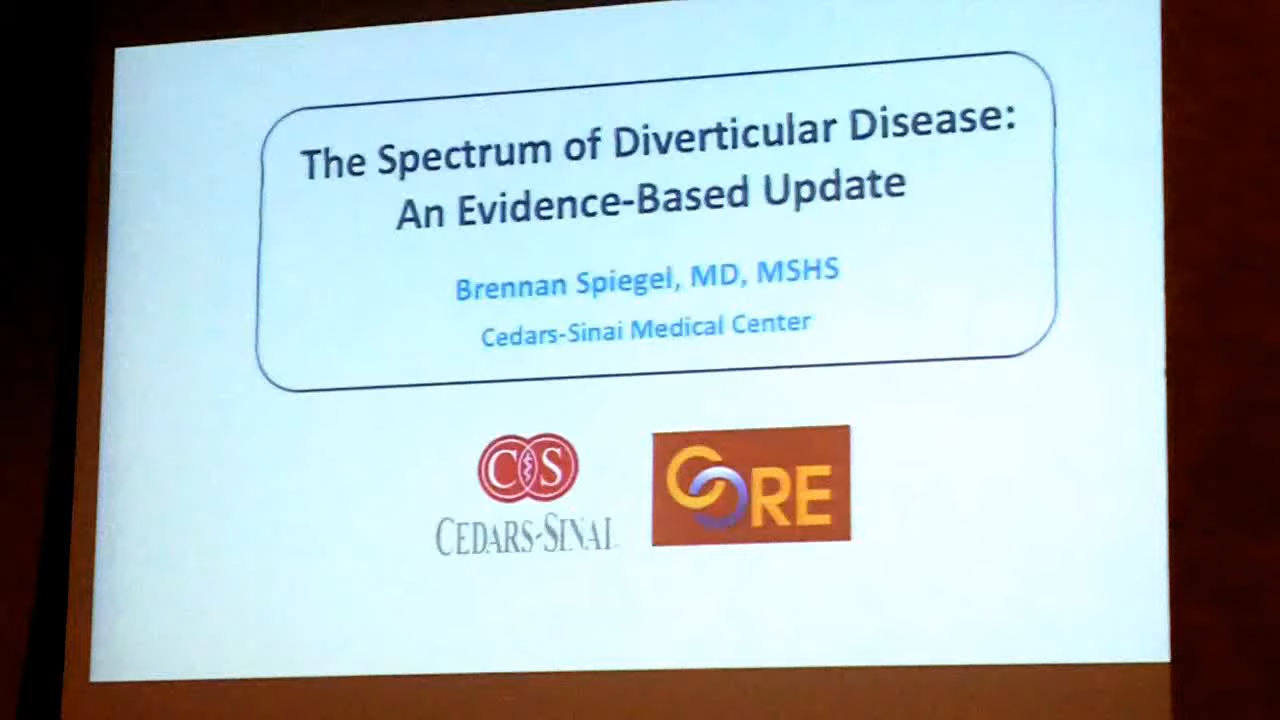 The Spectrum of Diverticular Disease:
An Evidence-Based Update
Brennan Spiegel, MD, MSHS
Cedars-Sinai Medical Center
CS
CEDARS-SINAI
CORE